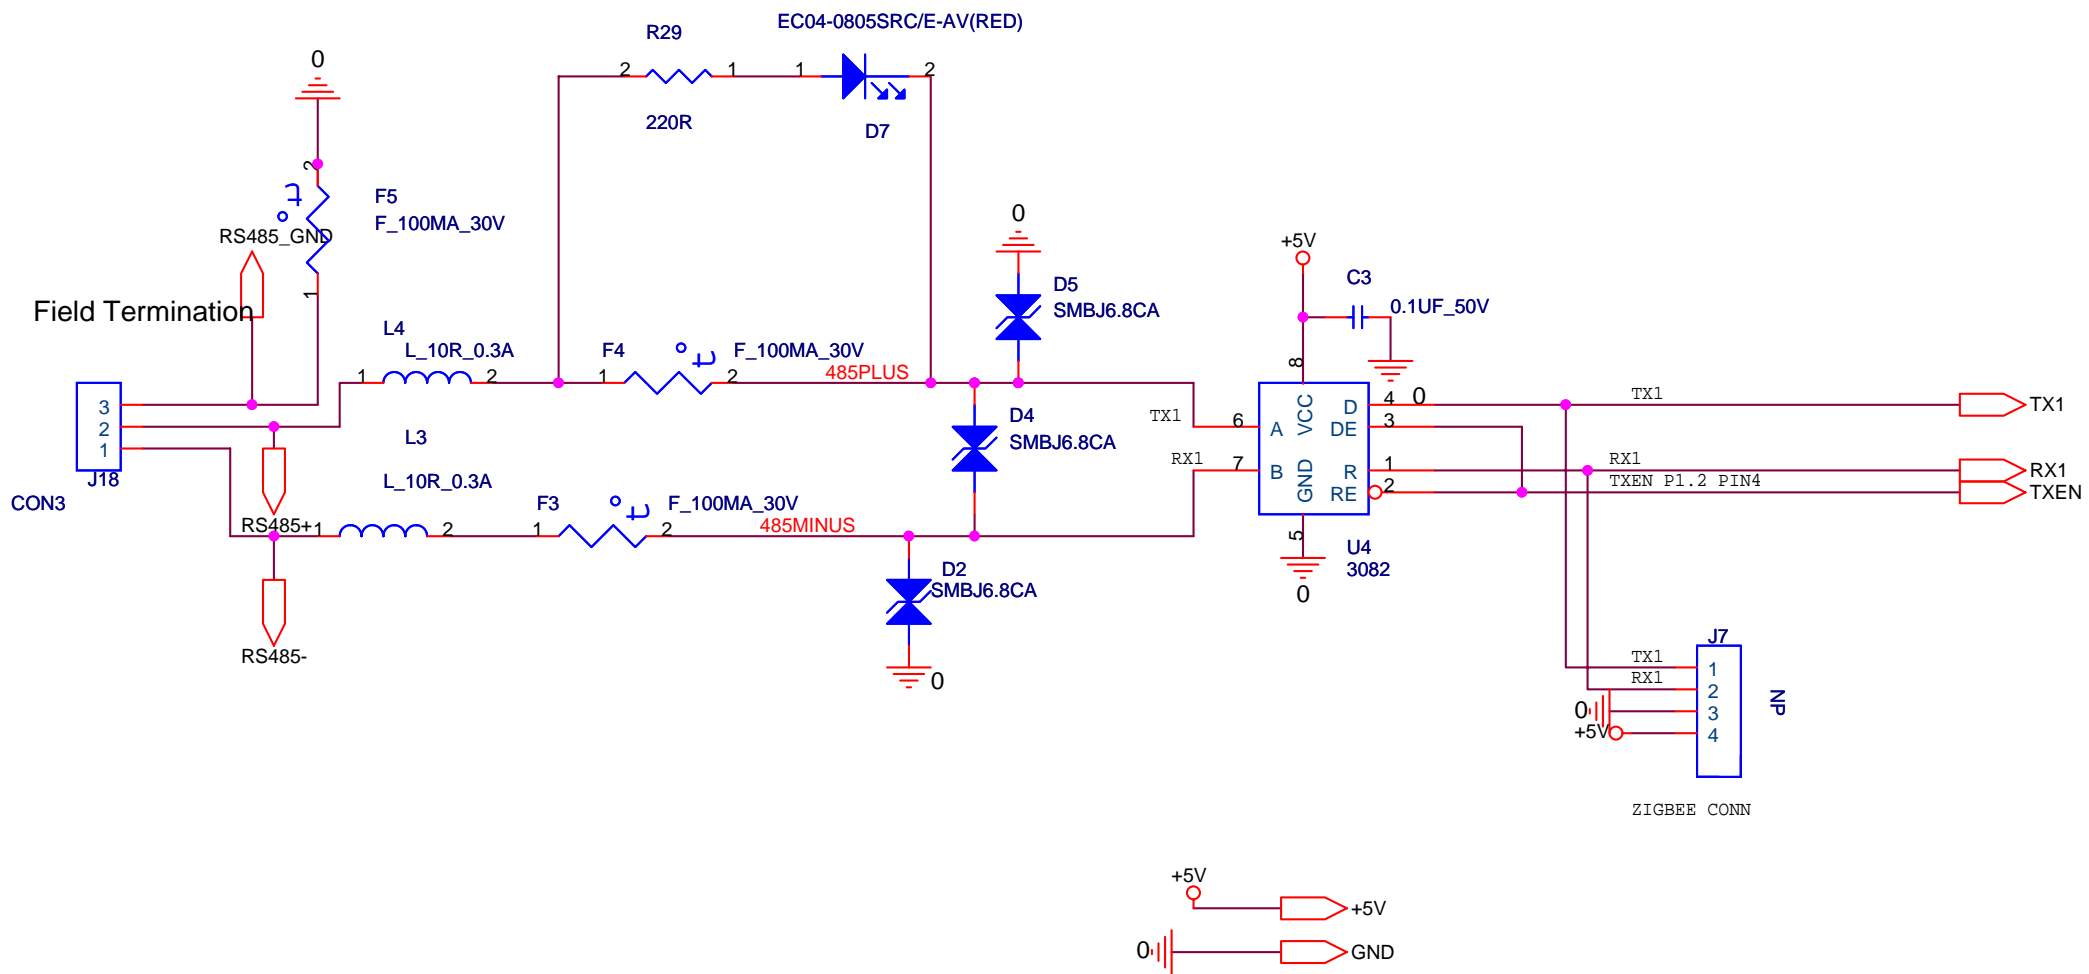 EC04-0805SRC/E-AV(RED)
R29
0
2
1
1
2
220R
D7
2
t
F5
F_100MA_30V
RS485_GND
1
0
D5
SMBJ6.8CA
+5V
C3
0.1UF_50V
Field Termination
L4
L_10R_0.3A
1
2
F4
1
t
F_100MA_30V
2
485PLUS
8
3
2
1
J18
CON3
L3
L_10R_0.3A
D4
SMBJ6.8CA
TX1
6
A
VCC
D
4
0
TX1
TX1
DE
3
RX1
7
B
GND
R
1
RX1
RX1
RE
2
TXEN P1.2 PIN4
TXEN
RS485+
1
2
F3
1
t
F_100MA_30V
2
485MINUS
5
U4
3082
0
D2
SMBJ6.8CA
0
RS485-
J7
TX1
1
RX1
2
0
3
+5V
4
NP
ZIGBEE CONN
+5V
+5V
0
GND